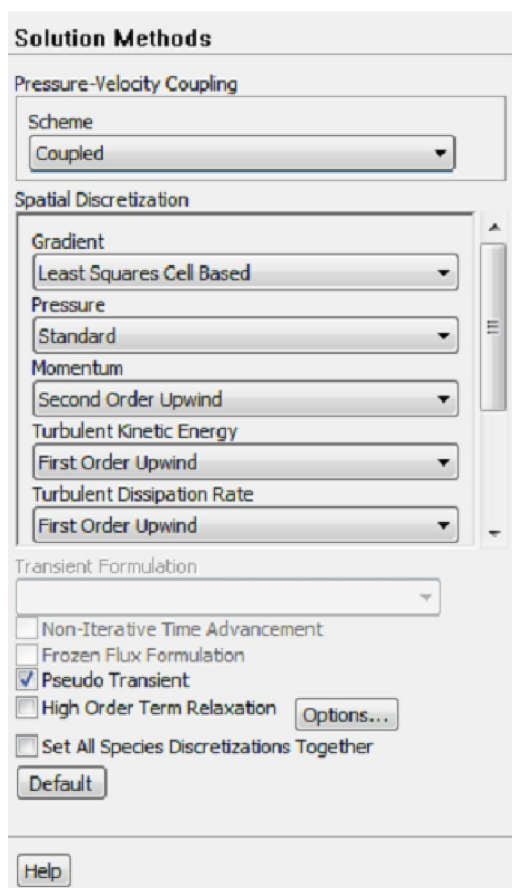 Solution Methods
Pressure-Velocity Coupling
Scheme
Coupled
Spatial Discretization
Gradient
Least Squares Cell Based
Pressure
Standard
Momentum
Second Order Upwind
Turbulent Kinetic Energy
First Order Upwind
Turbulent Dissipation Rate
First Order Upwind
Transient Formulation
Non-Iterative Time Advancement
Frozen Flux Formulation
Pseudo Transient
High Order Term Relaxation Options...
Set All Species Discretizations Together
Default
Help